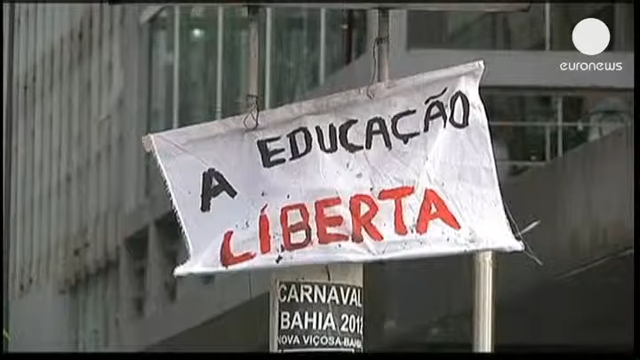 euronews
A EDUCAÇÃO
LIBERTA
CARNAVAL
BAHIA 2012
NOVA VIÇOSA-BAHIA